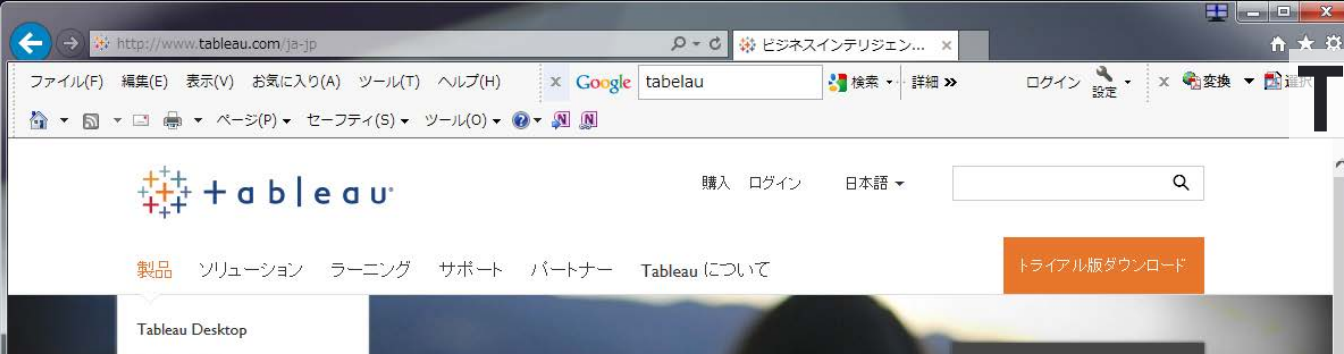 http://www.tableau.com/ja-jp
ビジネスインテリジェン...
ファイル(F) 編集(E) 表示(V) お気に入り(A) ツール(T) ヘルプ(H) x Google tabelau 検索 詳細 » ログイン 設定 x 変換 選択
ページ(P) セーフティ(S) ツール(O)
+ableau
購入 ログイン 日本語
製品 ソリューション ラーニング サポート パートナー Tableau について トライアル版ダウンロード
Tableau Desktop
T